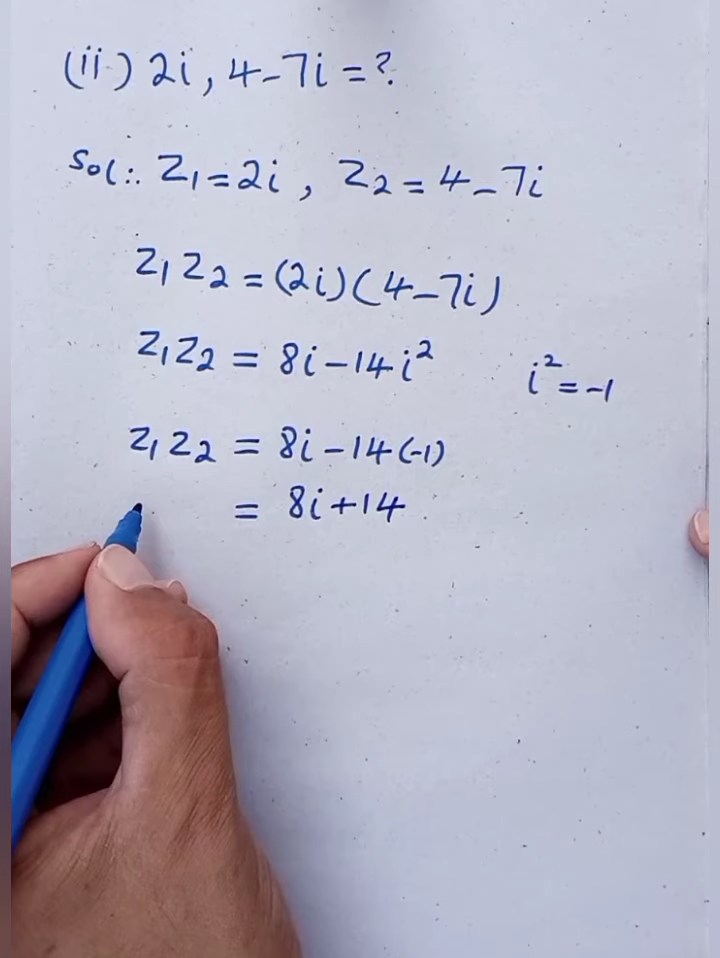 (ii) 2i, 4-7i = ?
Sol:. Z₁=2i, Z₂=4-7i
Z₁Z₂=(2i)(4-7i)
Z₁Z₂ = 8i-14i² i²=-1
Z₁Z₂ = 8i-14(-1)
= 8i+14